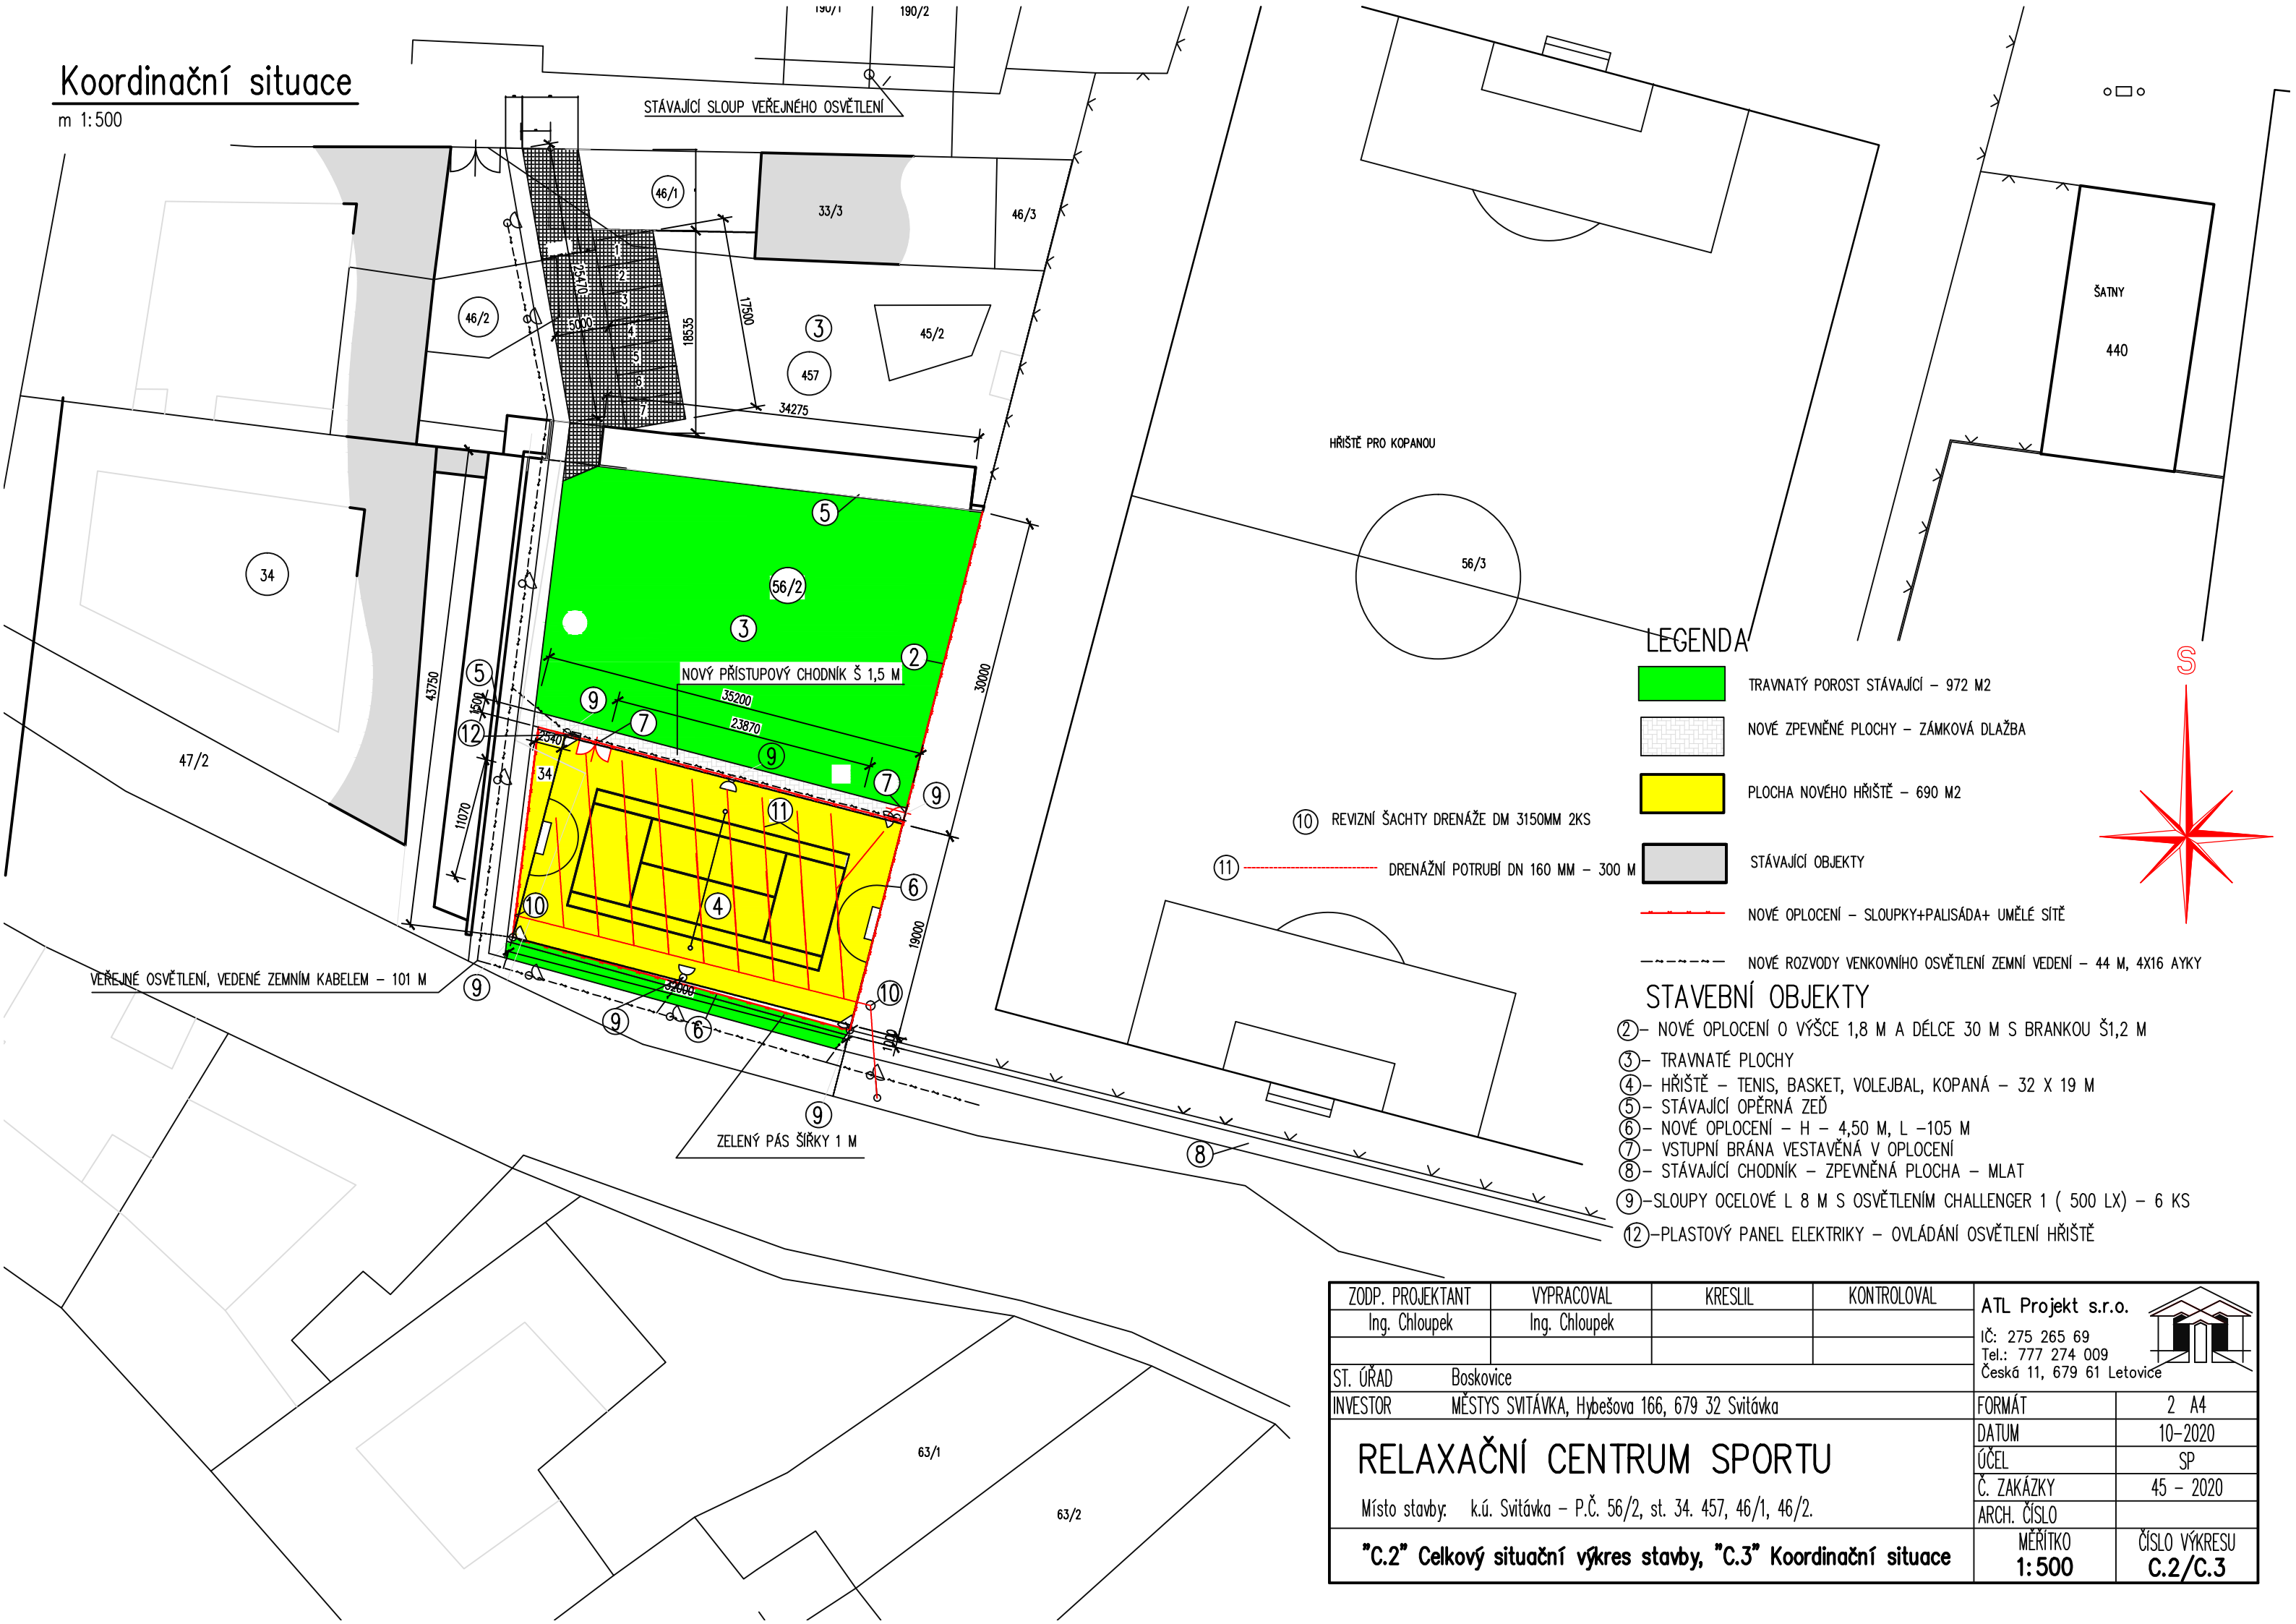 Koordinační situace
m 1:500
190/1
190/2
STÁVAJÍCÍ SLOUP VEŘEJNÉHO OSVĚTLENÍ
46/1
33/3
46/3
46/2
25470
5000
1
2
3
4
5
6
7
18535
17500
3
457
45/2
34275
ŠATNY
440
HŘIŠTĚ PRO KOPANOU
56/3
34
5
56/2
3
2
NOVÝ PŘÍSTUPOVÝ CHODNÍK Š 1,5 M
5
43750
1500
9
7
35200
23870
30000
12
2540
34
9
7
9
47/2
11070
11
4
6
10
19000
VEŘEJNÉ OSVĚTLENÍ, VEDENÉ ZEMNÍM KABELEM – 101 M
9
32000
10
9
6
1000
9
ZELENÝ PÁS ŠÍŘKY 1 M
8
63/1
63/2
10 REVIZNÍ ŠACHTY DRENÁŽE DM 3150MM 2KS
11 DRENÁŽNÍ POTRUBÍ DN 160 MM – 300 M
S
LEGENDA
TRAVNATÝ POROST STÁVAJÍCÍ – 972 M2
NOVÉ ZPEVNĚNÉ PLOCHY – ZÁMKOVÁ DLAŽBA
PLOCHA NOVÉHO HŘIŠTĚ – 690 M2
STÁVAJÍCÍ OBJEKTY
NOVÉ OPLOCENÍ – SLOUPKY+PALISÁDA+ UMĚLÉ SÍTĚ
NOVÉ ROZVODY VENKOVNÍHO OSVĚTLENÍ ZEMNÍ VEDENÍ – 44 M, 4X16 AYKY
STAVEBNÍ OBJEKTY
2– NOVÉ OPLOCENÍ O VÝŠCE 1,8 M A DÉLCE 30 M S BRANKOU Š1,2 M
3– TRAVNATÉ PLOCHY
4– HŘIŠTĚ – TENIS, BASKET, VOLEJBAL, KOPANÁ – 32 X 19 M
5– STÁVAJÍCÍ OPĚRNÁ ZEĎ
6– NOVÉ OPLOCENÍ – H – 4,50 M, L –105 M
7– VSTUPNÍ BRÁNA VESTAVĚNÁ V OPLOCENÍ
8– STÁVAJÍCÍ CHODNÍK – ZPEVNĚNÁ PLOCHA – MLAT
9–SLOUPY OCELOVÉ L 8 M S OSVĚTLENÍM CHALLENGER 1 ( 500 LX) – 6 KS
12–PLASTOVÝ PANEL ELEKTRIKY – OVLÁDÁNÍ OSVĚTLENÍ HŘIŠTĚ
ZODP. PROJEKTANT VYPRACOVAL KRESLIL KONTROLOVAL
Ing. Chloupek Ing. Chloupek
ATL Projekt s.r.o.
IČ: 275 265 69
Tel.: 777 274 009
Česká 11, 679 61 Letovice
ST. ÚŘAD Boskovice
INVESTOR MĚSTYS SVITÁVKA, Hybešova 166, 679 32 Svitávka
RELAXAČNÍ CENTRUM SPORTU
Místo stavby: k.ú. Svitávka – P.Č. 56/2, st. 34. 457, 46/1, 46/2.
"C.2" Celkový situační výkres stavby, "C.3" Koordinační situace
FORMÁT 2 A4
DATUM 10–2020
ÚČEL SP
Č. ZAKÁZKY 45 – 2020
ARCH. ČÍSLO
MĚŘÍTKO 1:500
ČÍSLO VÝKRESU C.2/C.3